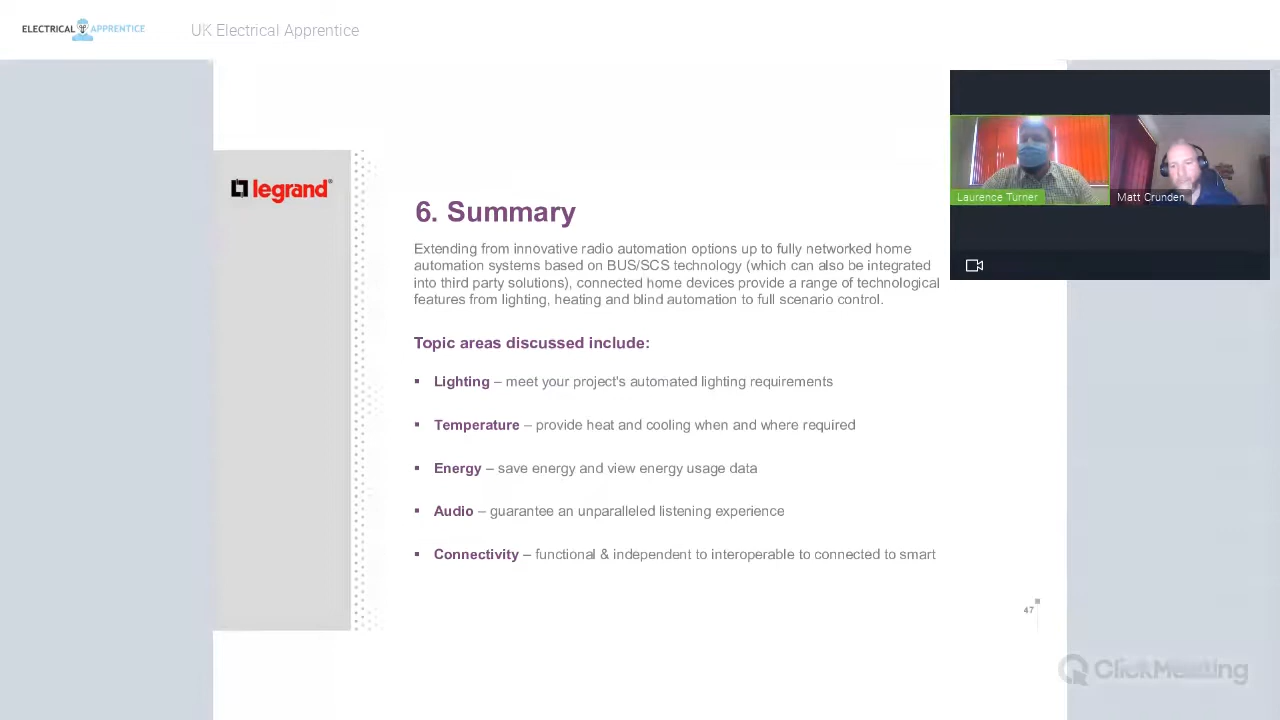 ELECTRICAL APPRENTICE
UK Electrical Apprentice
legrand®
6. Summary
Extending from innovative radio automation options up to fully networked home
automation systems based on BUS/SCS technology (which can also be integrated
into third party solutions), connected home devices provide a range of technological
features from lighting, heating and blind automation to full scenario control.
Topic areas discussed include:
▪ Lighting – meet your project's automated lighting requirements
▪ Temperature – provide heat and cooling when and where required
▪ Energy – save energy and view energy usage data
▪ Audio – guarantee an unparalleled listening experience
▪ Connectivity – functional & independent to interoperable to connected to smart
47
Laurence Turner
Matt Crunden
ClickMeeting